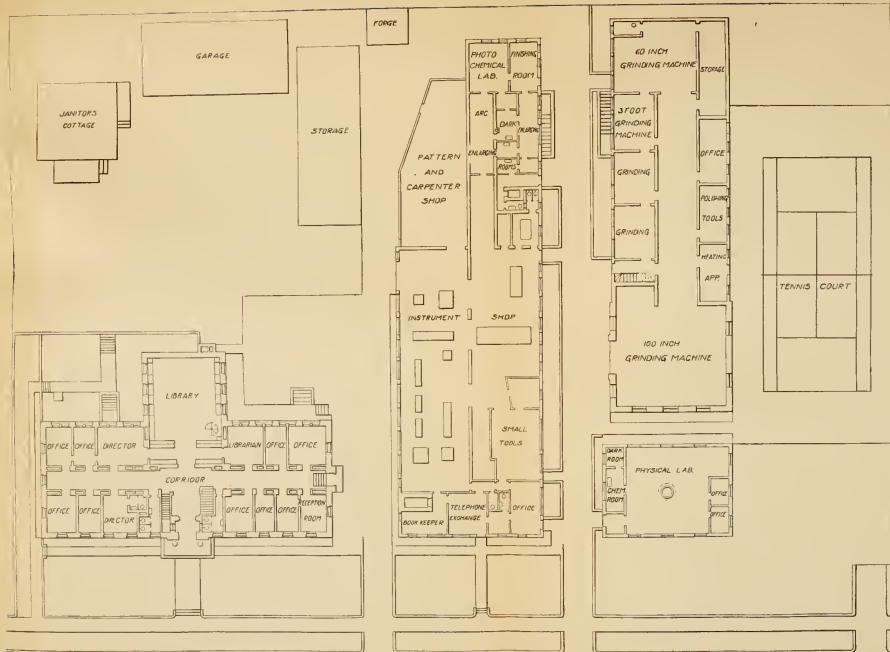 FORGE
GARAGE
JANITORS
COTTAGE
STORAGE
PATTERN
AND
CARPENTER
SHOP
PHOTO
CHEMICAL
LAB.
FINISHING
ROOM
ARC
ENLARGING
DARK
ROOMS
ENLARGING
INSTRUMENT
SHOP
SMALL
TOOLS
BOOK KEEPER
TELEPHONE
EXCHANGE
OFFICE
60 INCH
GRINDING MACHINE
STORAGE
3 FOOT
GRINDING
MACHINE
OFFICE
GRINDING
POLISHING
TOOLS
GRINDING
HEATING
APP.
100 INCH
GRINDING MACHINE
TENNIS COURT
LIBRARY
OFFICE
OFFICE
DIRECTOR
LIBRARIAN
OFFICE
OFFICE
CORRIDOR
OFFICE
OFFICE
DIRECTOR
OFFICE
OFFICE
OFFICE
RECEPTION
ROOM
DARK
ROOM
PHYSICAL LAB.
CHEM
ROOM
OFFICE
OFFICE